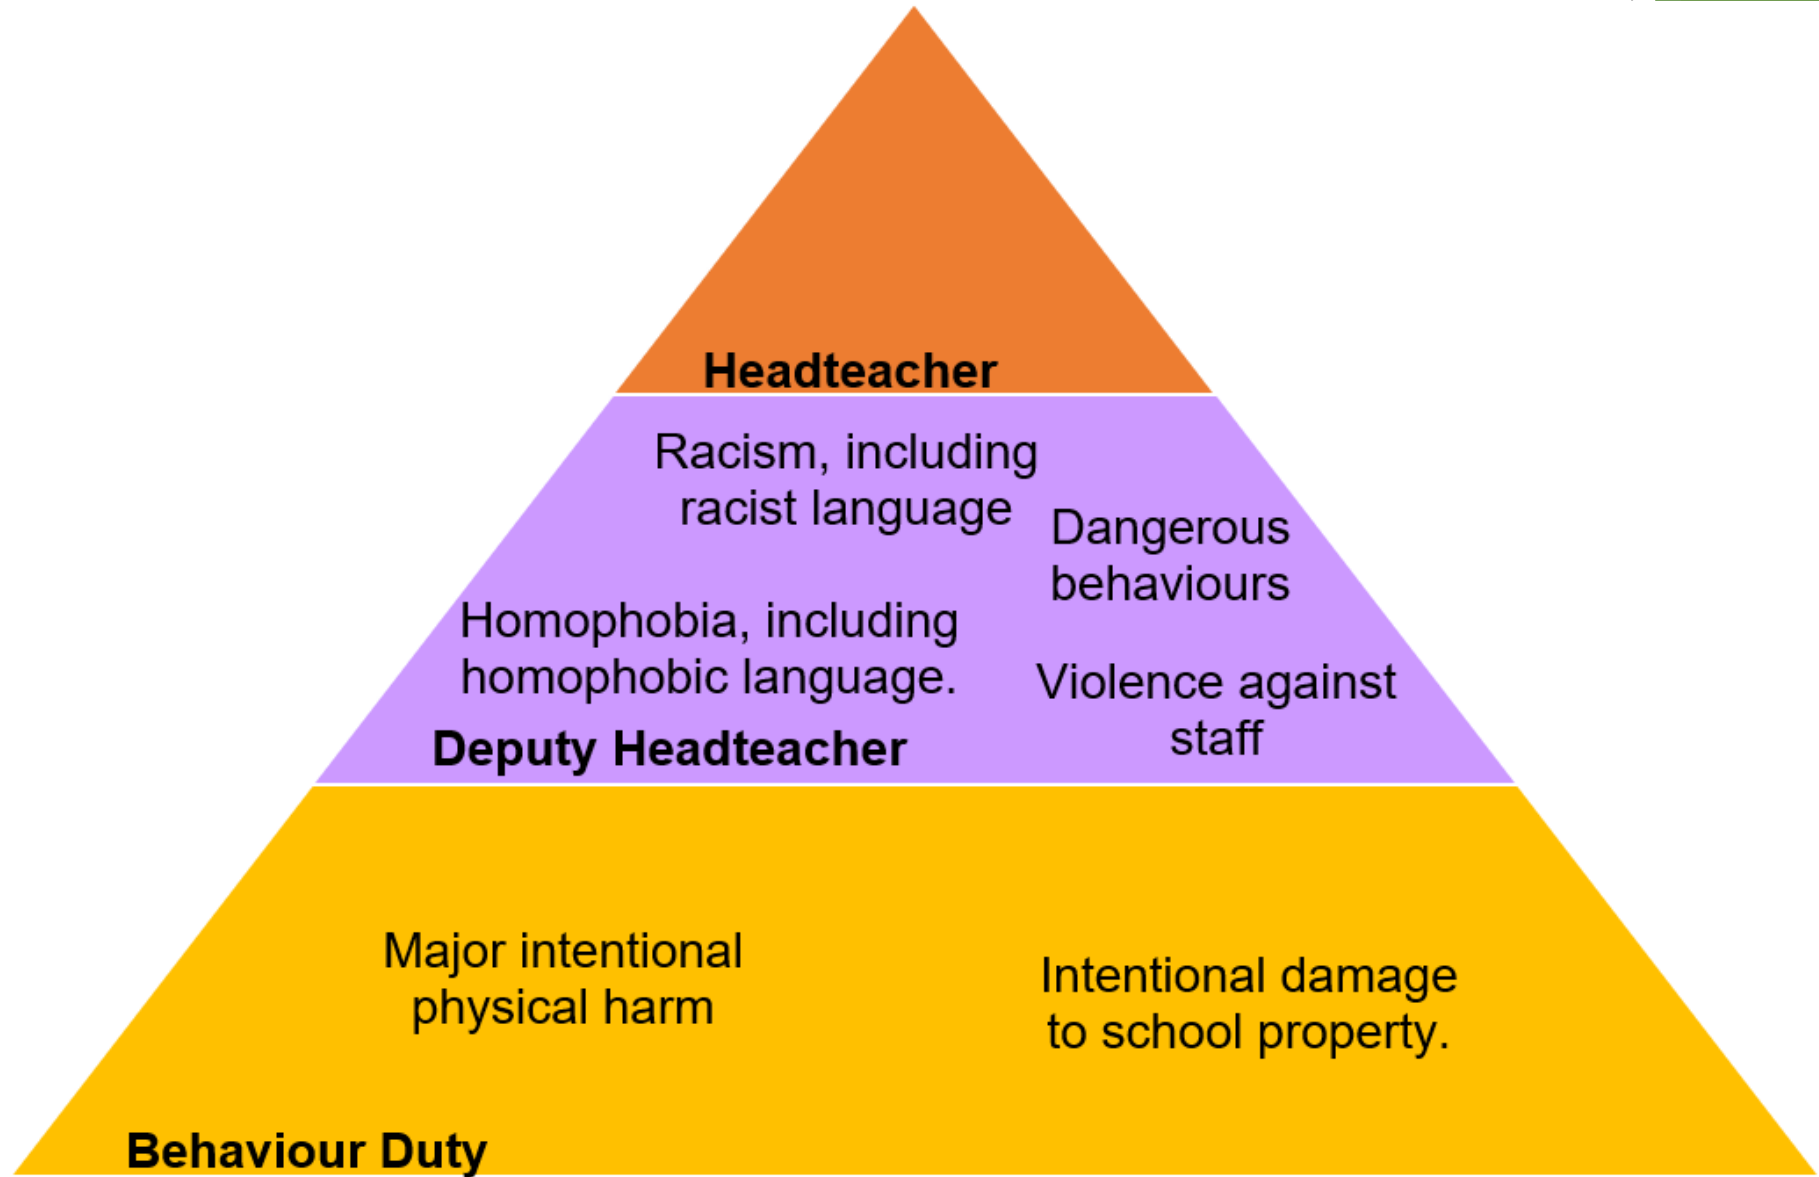 Headteacher
Racism, including
racist language
Dangerous
behaviours
Homophobia, including
homophobic language.
Violence against
staff
Deputy Headteacher
Major intentional
physical harm
Intentional damage
to school property.
Behaviour Duty